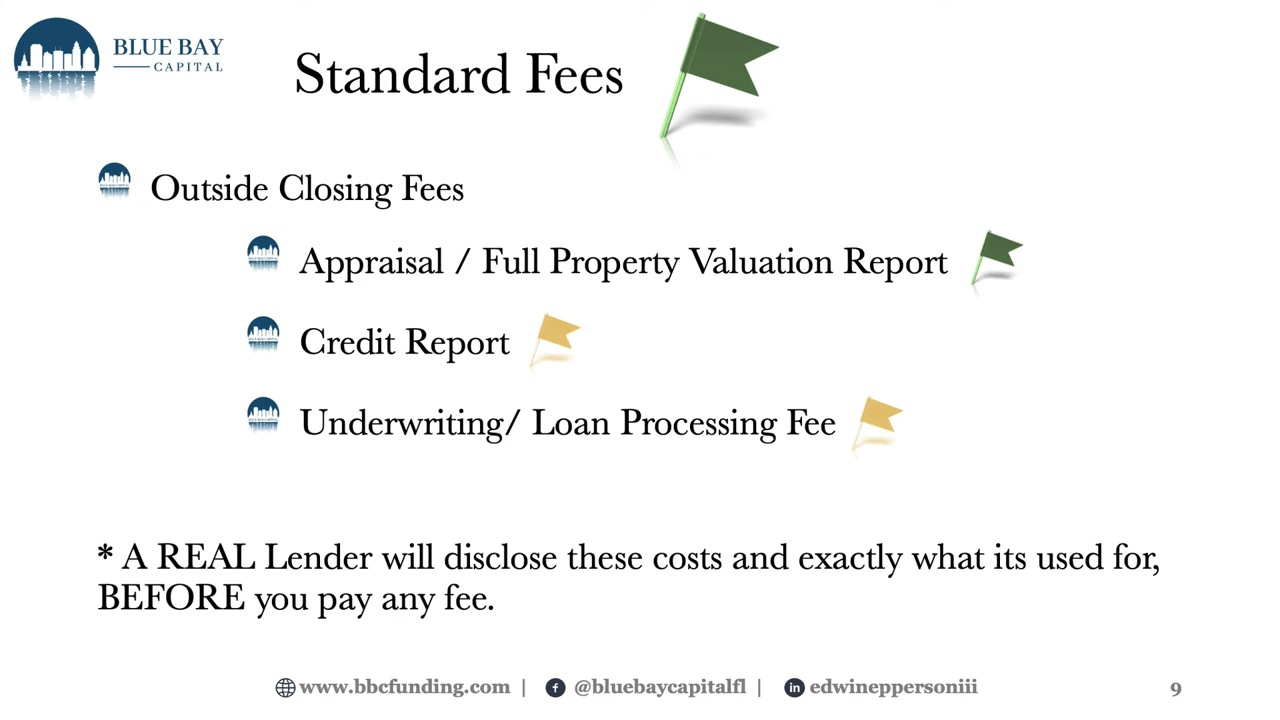 BLUE BAY
CAPITAL
Standard Fees
Outside Closing Fees
Appraisal / Full Property Valuation Report
Credit Report
Underwriting/ Loan Processing Fee
* A REAL Lender will disclose these costs and exactly what its used for,
BEFORE you pay any fee.
www.bbcfunding.com | @bluebaycapitalfl | edwineppersoniii
9